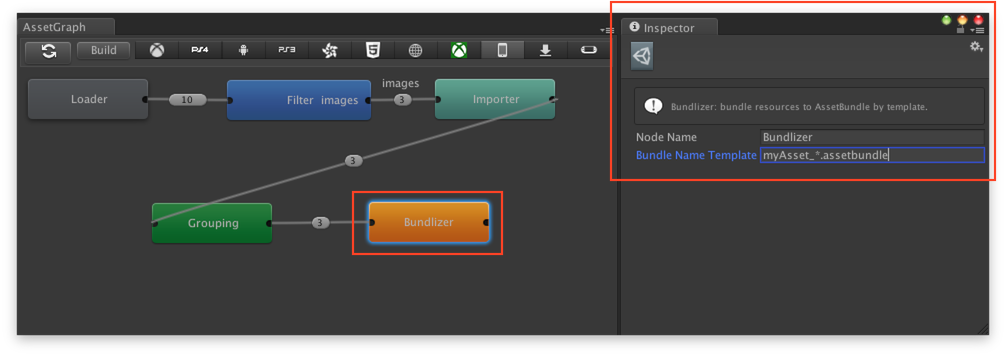 AssetGraph
Build PS4 PS3 5
Loader 10 Filter images images 3 Importer
3
Grouping 3 Bundlizer
Inspector
Bundlizer: bundle resources to AssetBundle by template.
Node Name Bundlizer
Bundle Name Template myAsset_*.assetbundle